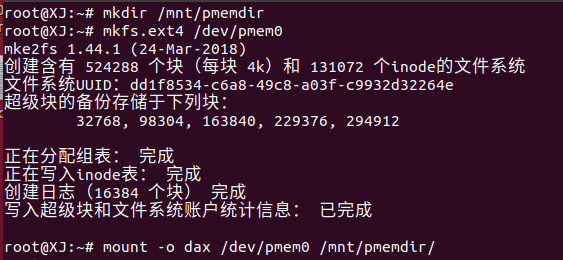 root@XJ:~# mkdir /mnt/pmemdir
root@XJ:~# mkfs.ext4 /dev/pmem0
mke2fs 1.44.1 (24-Mar-2018)
创建含有 524288 个块（每块 4k）和 131072 个inode的文件系统
文件系统UUID：dd1f8534-c6a8-49c8-a03f-c9932d32264e
超级块的备份存储于下列块：
32768, 98304, 163840, 229376, 294912
正在分配组表： 完成
正在写入inode表： 完成
创建日志（16384 个块） 完成
写入超级块和文件系统账户统计信息： 已完成
root@XJ:~# mount -o dax /dev/pmem0 /mnt/pmemdir/